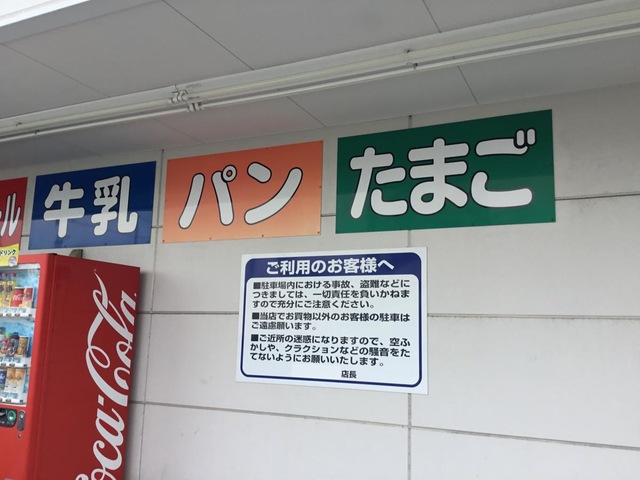 ール
ドリンク
牛乳
パン
たまご
ご利用のお客様へ
■駐車場内における事故、盗難などに
つきましては、一切責任を負いかねま
すので充分にご注意ください。
■当店でお買物以外のお客様の駐車は
ご遠慮願います。
■ご近所の迷惑になりますので、空ふ
かしや、クラクションなどの騒音をた
てないようにお願いいたします。
店長
Coca-Cola